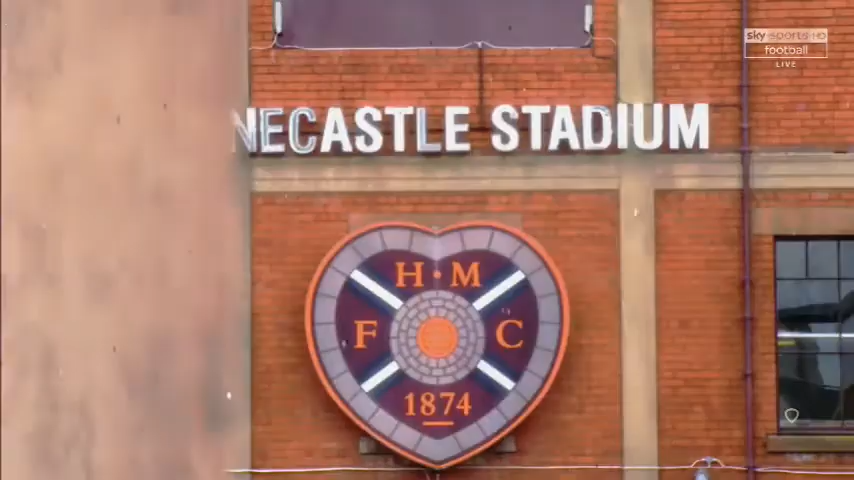 sky sports HD
football
LIVE
NECASTLE STADIUM
H · M
F C
1874